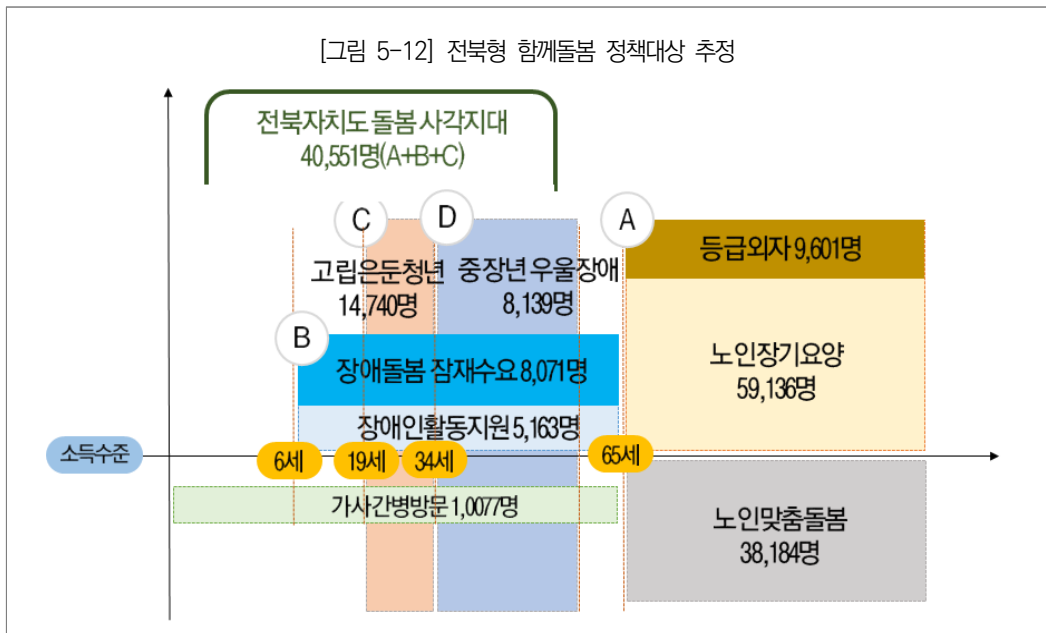 [그림 5-12] 전북형 함께돌봄 정책대상 추정
전북자치도 돌봄 사각지대
40,551명(A+B+C)
C
D
A
고립은둔청년
14,740명
중장년 우울장애
8,139명
등급외자 9,601명
B
장애돌봄 잠재수요 8,071명
노인장기요양
59,136명
장애인활동지원 5,163명
소득수준
6세
19세
34세
65세
가사간병방문 1,0077명
노인맞춤돌봄
38,184명